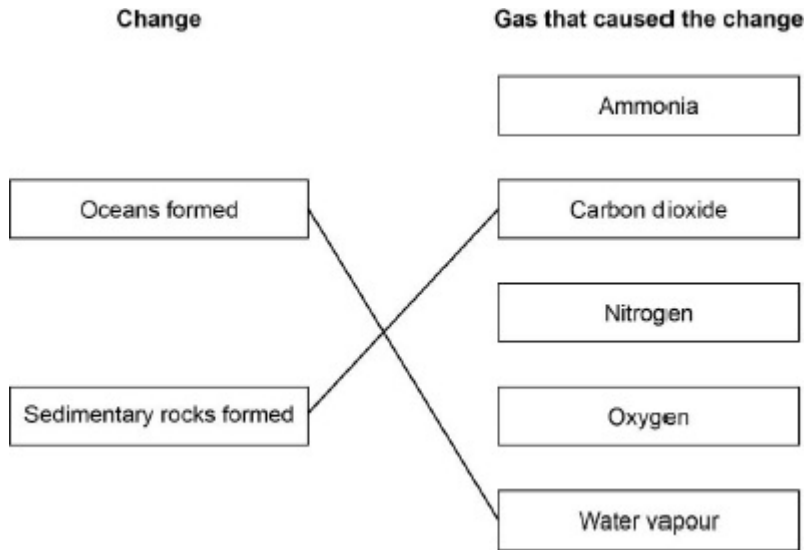 Change
Gas that caused the change
Ammonia
Oceans formed
Carbon dioxide
Nitrogen
Sedimentary rocks formed
Oxygen
Water vapour